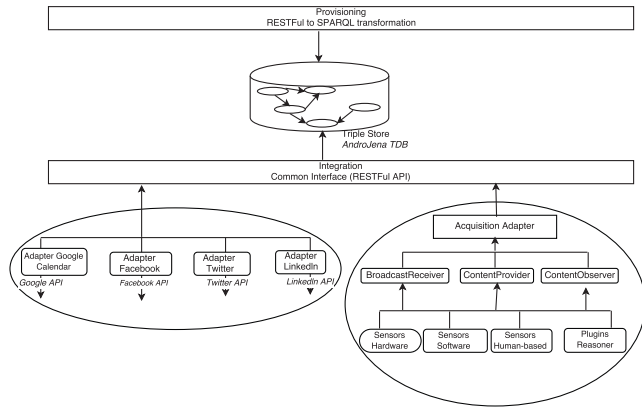 Provisioning
RESTFul to SPARQL transformation
Triple Store
AndroJena TDB
Integration
Common Interface (RESTFul API)
Adapter Google
Calendar
Adapter
Facebook
Adapter
Twitter
Adapter
LinkedIn
Google API
Facebook API
Twitter API
LinkedIn API
Acquisition Adapter
BroadcastReceiver
ContentProvider
ContentObserver
Sensors
Hardware
Sensors
Software
Sensors
Human-based
Plugins
Reasoner